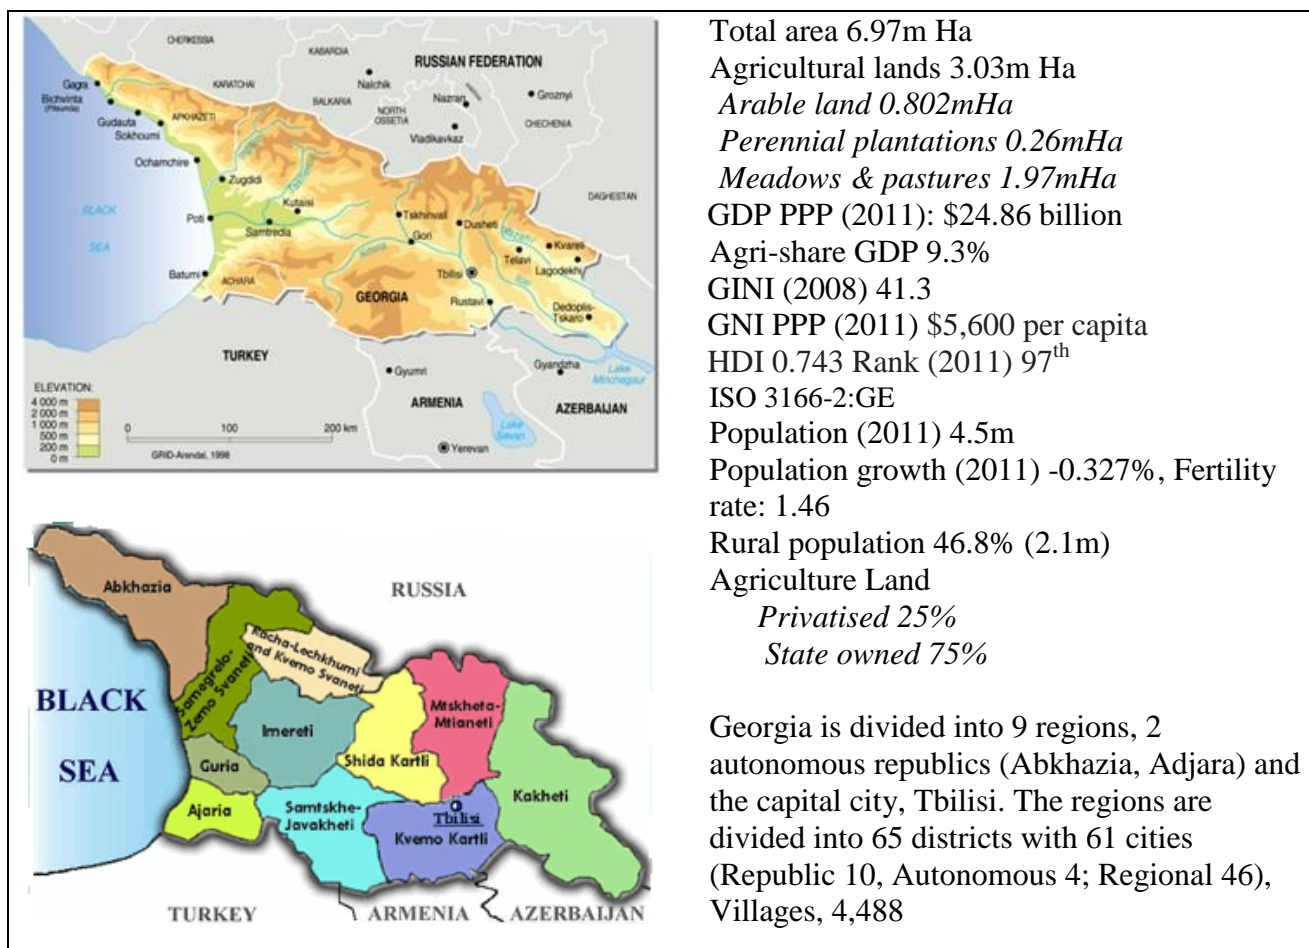 CHERKESSIA
KABARDIA
RUSSIAN FEDERATION
Gagra
KARATCHAI
Nalchik
Bichvinta
(Pitsunda)
BALKARIA
Nazran
Groznyi
Gudauta
APKHAZETI
NORTH
OSSETIA
CHECHENIA
Sokhoumi
Vladikavkaz
Ochamchire
DAGHESTAN
Zugdidi
BLACK
SEA
Kutaisi
Poti
Samtredia
Tskhinvali
Dusheti
Gori
Kvareli
Telavi
Lagodekhi
Batumi
ACHARA
Tbilisi
GEORGIA
Rustavi
Dedoplis-
Tskaro
TURKEY
Gyumri
Gyandzha
Lake
Minchegaur
ELEVATION:
4 000 m
2 000 m
1 000 m
500 m
200 m
0 m
ARMENIA
AZERBAIJAN
Lake
Sevan
0 100 200 km
GRID-Arendal, 1998
Yerevan
Abkhazia
RUSSIA
Samegrelo-
Zemo Svaneti
Racha-Lechkhumi
and Kvemo Svaneti
BLACK
SEA
Imereti
Mtskheta-
Mtianeti
Shida Kartli
Guria
Ajaria
Samtskhe-
Javakheti
Tbilisi
Kvemo Kartli
Kakheti
TURKEY
ARMENIA
AZERBAIJAN
Total area 6.97m Ha
Agricultural lands 3.03m Ha
Arable land 0.802mHa
Perennial plantations 0.26mHa
Meadows & pastures 1.97mHa
GDP PPP (2011): $24.86 billion
Agri-share GDP 9.3%
GINI (2008) 41.3
GNI PPP (2011) $5,600 per capita
HDI 0.743 Rank (2011) 97th
ISO 3166-2:GE
Population (2011) 4.5m
Population growth (2011) -0.327%, Fertility
rate: 1.46
Rural population 46.8% (2.1m)
Agriculture Land
Privatised 25%
State owned 75%
Georgia is divided into 9 regions, 2
autonomous republics (Abkhazia, Adjara) and
the capital city, Tbilisi. The regions are
divided into 65 districts with 61 cities
(Republic 10, Autonomous 4; Regional 46),
Villages, 4,488